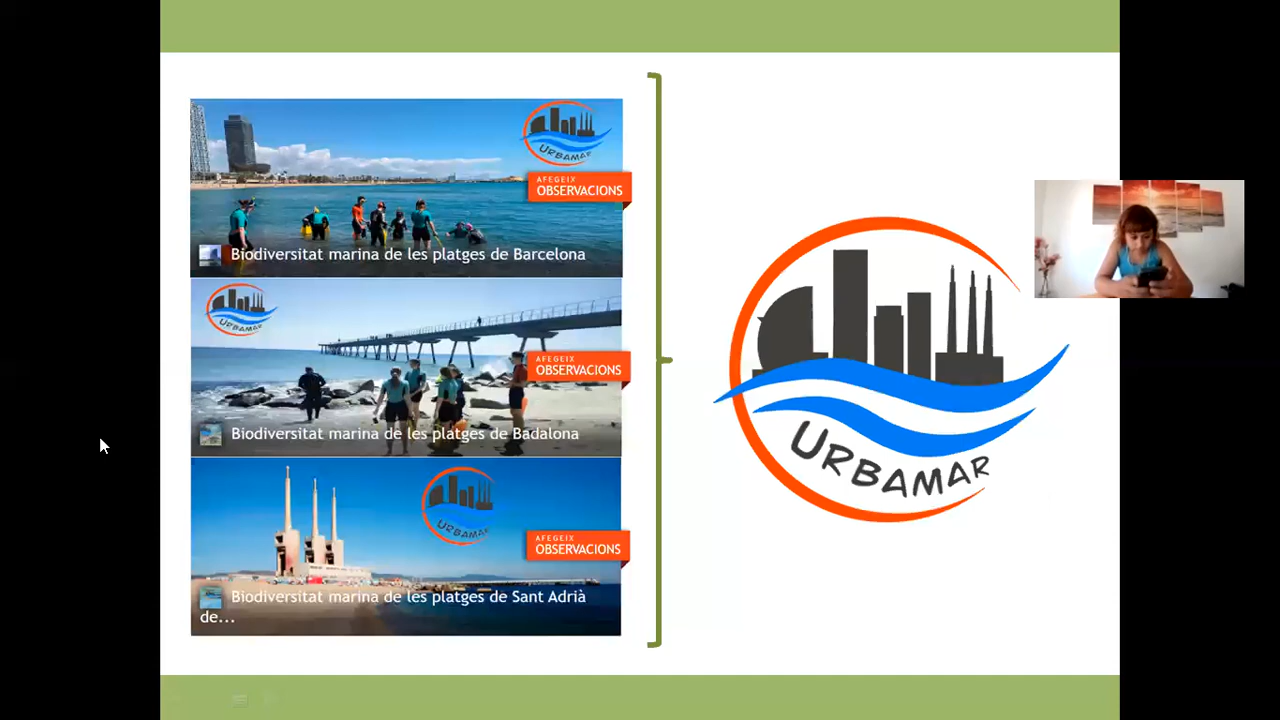 URBAMAR
AFEGEIX
OBSERVACIONS
Biodiversitat marina de les platges de Barcelona
URBAMAR
AFEGEIX
OBSERVACIONS
Biodiversitat marina de les platges de Badalona
URBAMAR
AFEGEIX
OBSERVACIONS
Biodiversitat marina de les platges de Sant Adrià
de...
URBAMAR